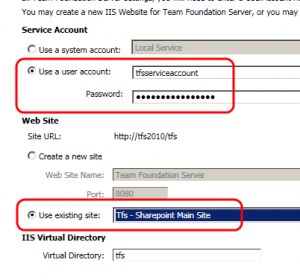 You may create a new IIS Website for Team Foundation Server, or you may
Service Account
Use a system account: Local Service
Use a user account: tfsserviceaccount
Password: ●●●●●●●●●●●●●●●
Web Site
Site URL: http://tfs2010/tfs
Create a new site
Web Site Name: Team Foundation Server
Port: 8080
Use existing site: Tfs - Sharepoint Main Site
IIS Virtual Directory
Virtual Directory: tfs